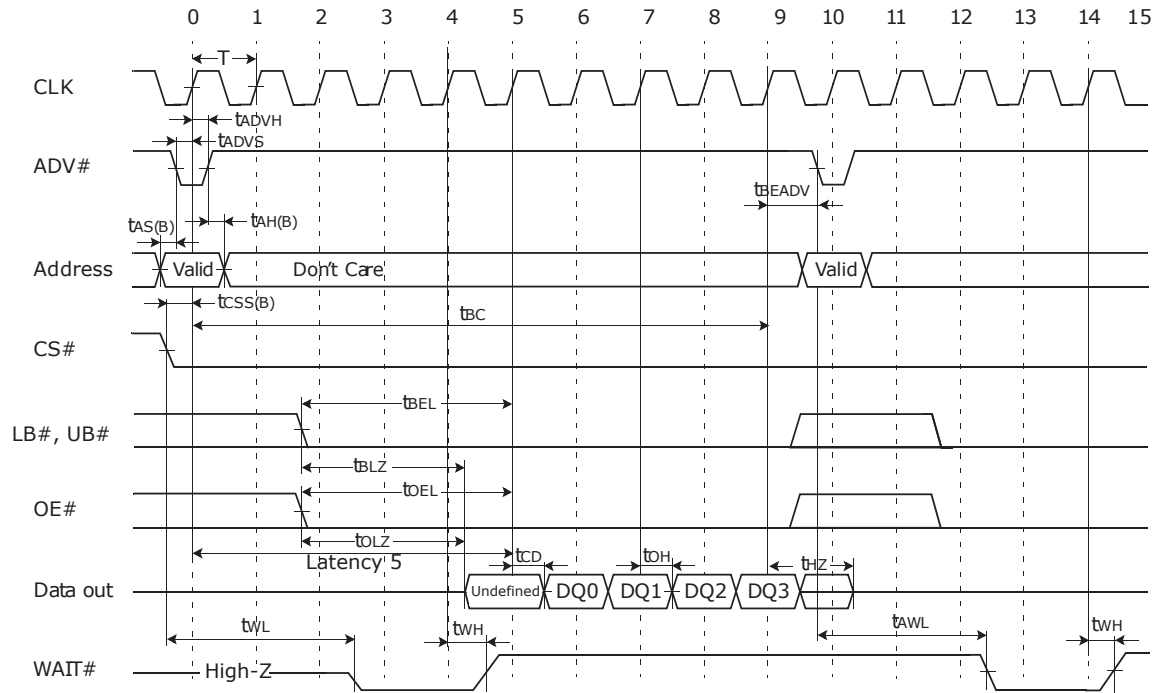 0 1 2 3 4 5 6 7 8 9 10 11 12 13 14 15
T
CLK
tADVH
tADVS
ADV#
tBEADV
tAS(B)
tAH(B)
Address
Valid
Don't Care
Valid
tCSS(B)
tBC
CS#
tBEL
LB#, UB#
tBLZ
tOEL
OE#
tOLZ
Latency 5
tCD
tOH
tHZ
Data out
Undefined
DQ0
DQ1
DQ2
DQ3
tWL
tWH
tAWL
tWH
WAIT#
High-Z